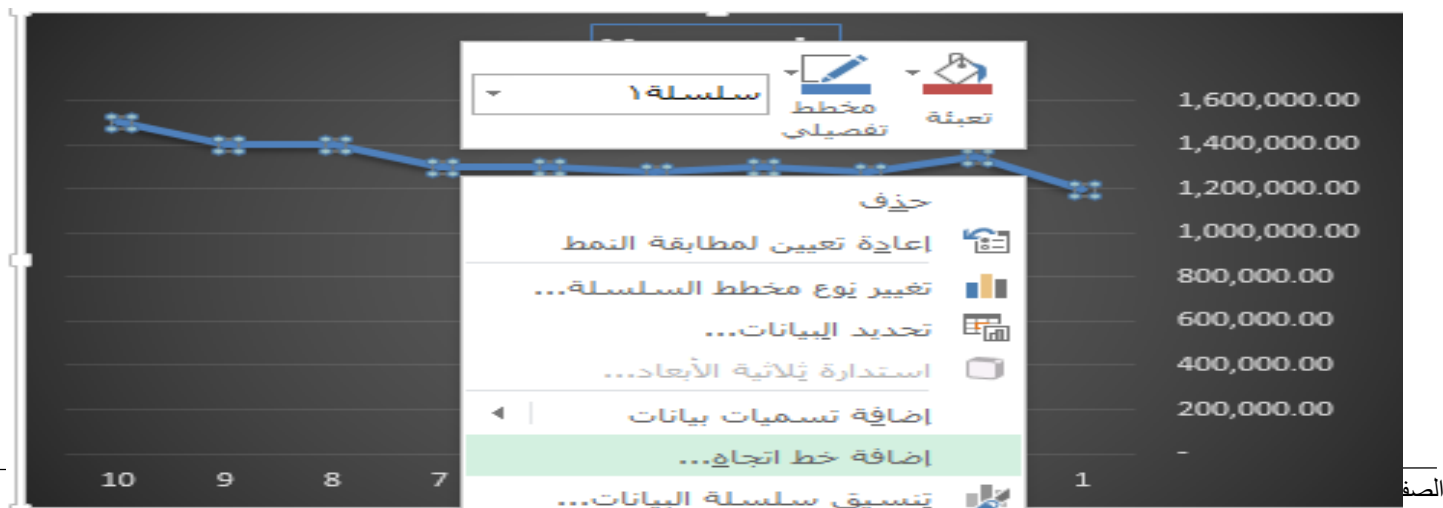 تعبئة
مخطط تفصيلي
سلسلة١
1,600,000.00
1,400,000.00
1,200,000.00
1,000,000.00
800,000.00
600,000.00
400,000.00
200,000.00
-
حذف
إعادة تعيين لمطابقة النمط
تغيير نوع مخطط السلسلة...
تحديد البيانات...
استدارة ثلاثية الأبعاد...
إضافة تسميات بيانات
إضافة خط اتجاه...
تنسيق سلسلة البيانات...
1
7
8
9
10